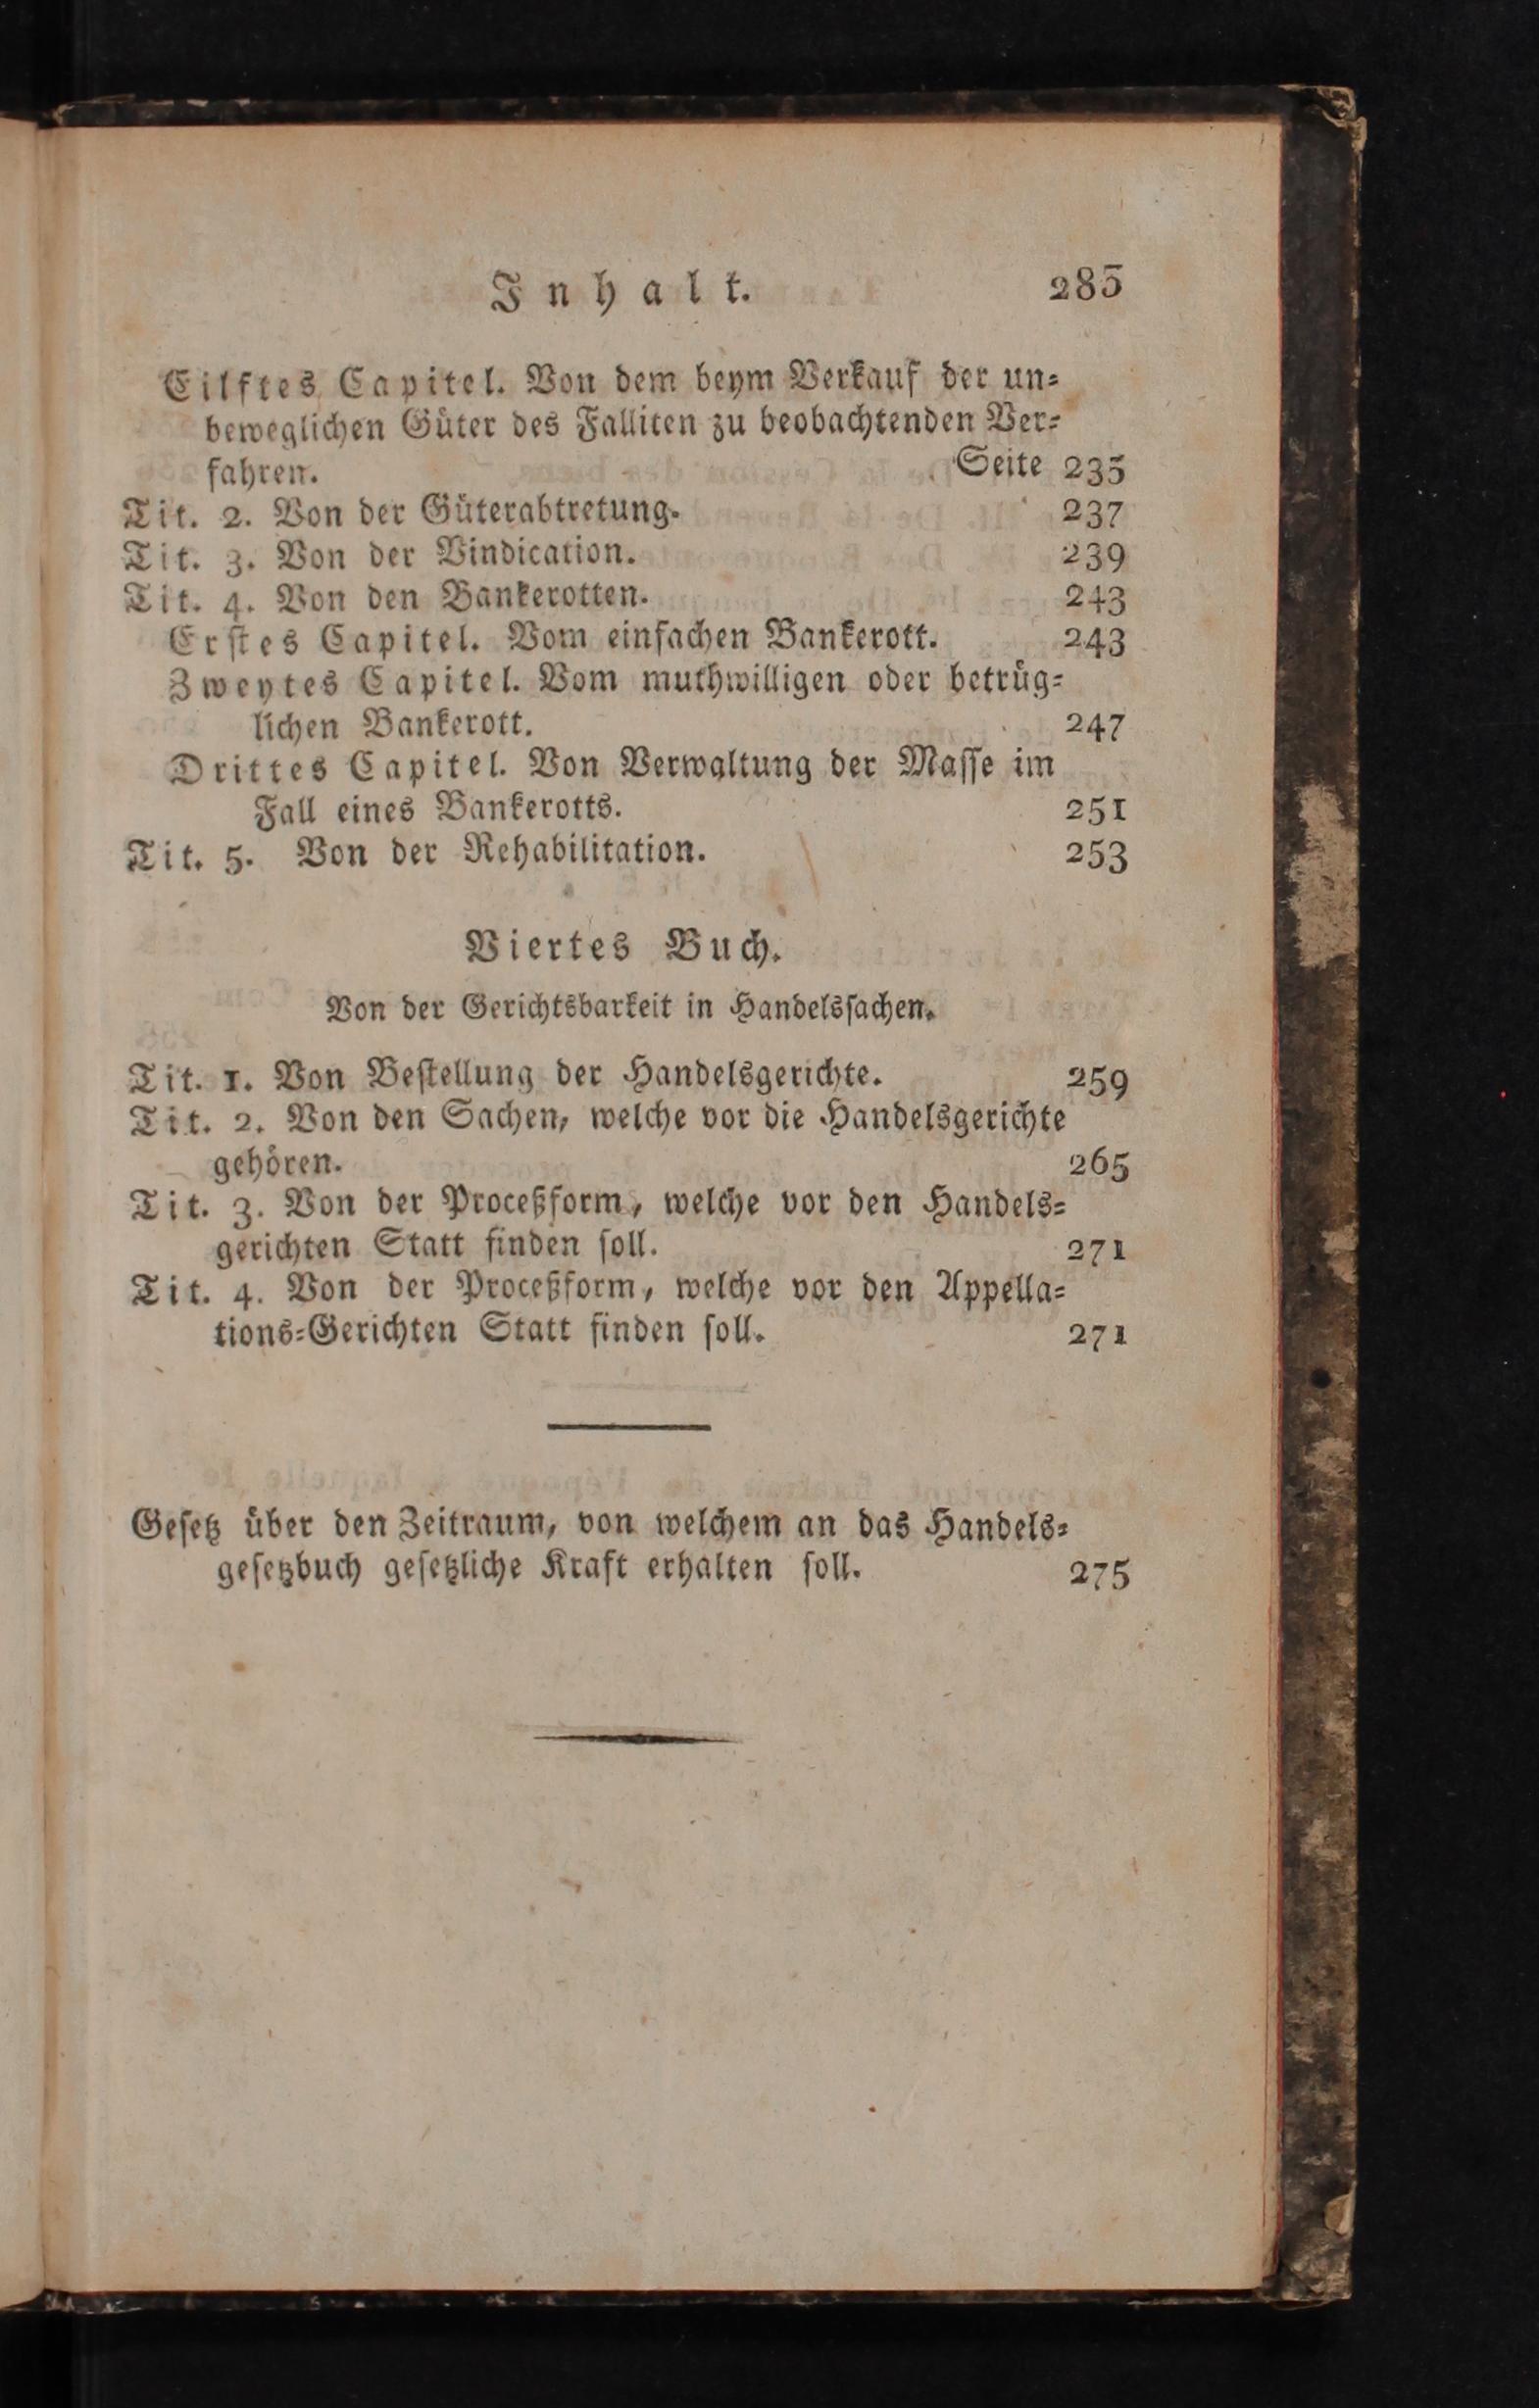 Inhalt. 285
Eilftes Capitel. Von dem beym Verkauf der un-
beweglichen Güter des Falliten zu beobachtenden Ver-
fahren. Seite 235
Tit. 2. Von der Güterabtretung. 237
Tit. 3. Von der Vindication. 239
Tit. 4. Von den Bankerotten. 243
Erstes Capitel. Vom einfachen Bankerott. 243
Zweytes Capitel. Vom muthwilligen oder betrüg-
lichen Bankerott. 247
Drittes Capitel. Von Verwaltung der Masse im
Fall eines Bankerotts. 251
Tit. 5. Von der Rehabilitation. 253
Viertes Buch.
Von der Gerichtsbarkeit in Handelssachen.
Tit. 1. Von Bestellung der Handelsgerichte. 259
Tit. 2. Von den Sachen, welche vor die Handelsgerichte
gehören. 265
Tit. 3. Von der Proceßform, welche vor den Handels-
gerichten Statt finden soll. 271
Tit. 4. Von der Proceßform, welche vor den Appella-
tions-Gerichten Statt finden soll. 271
Gesetz über den Zeitraum, von welchem an das Handels-
gesetzbuch gesetzliche Kraft erhalten soll. 275